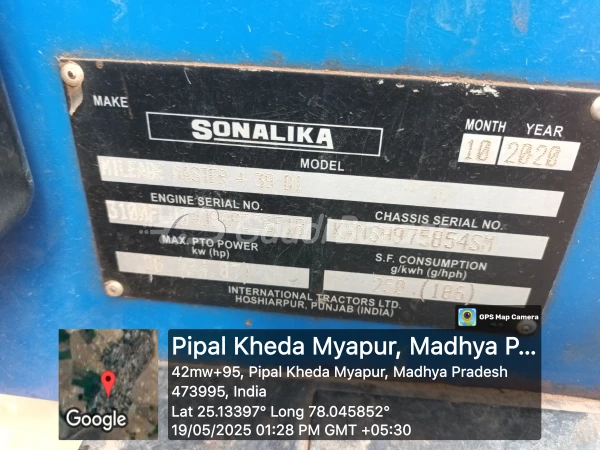 MAKE
SONALIKA
MONTH YEAR
10 2020
MODEL
DI
ENGINE SERIAL NO.
CHASSIS SERIAL NO.
MAX. PTO POWER
kw (hp)
S.F. CONSUMPTION
g/kwh (g/hph)
INTERNATIONAL TRACTORS LTD.
HOSHIARPUR, PUNJAB (INDIA)
GPS Map Camera
Pipal Kheda Myapur, Madhya P...
42mw+95, Pipal Kheda Myapur, Madhya Pradesh
473995, India
Lat 25.13397° Long 78.045852°
19/05/2025 01:28 PM GMT +05:30
Google